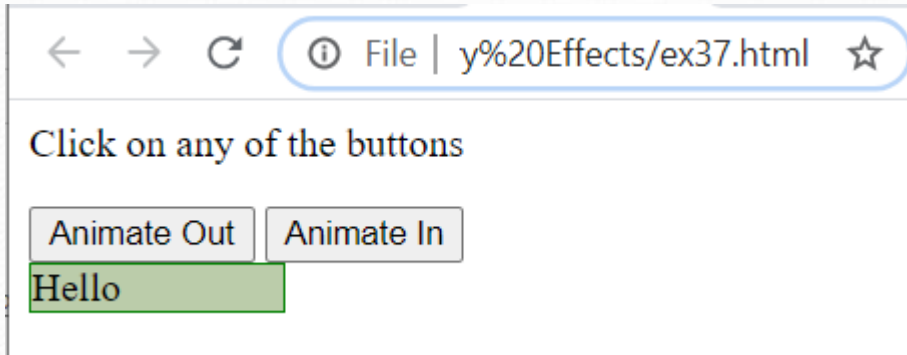 File | y%20Effects/ex37.html
Click on any of the buttons
Animate Out Animate In
Hello